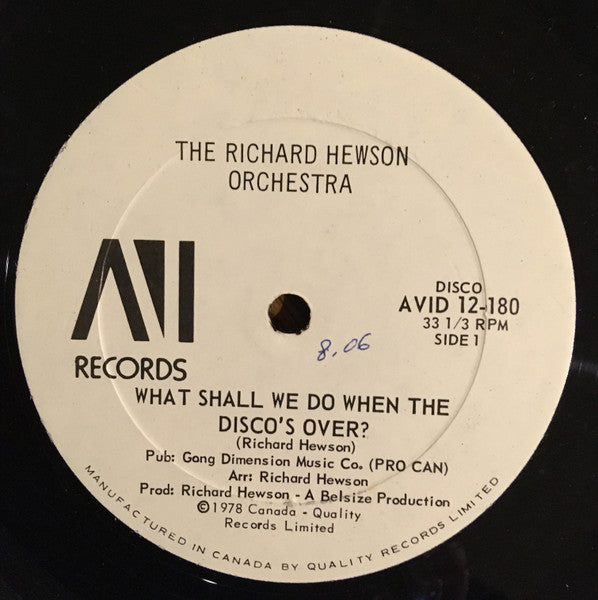 THE RICHARD HEWSON
ORCHESTRA
AVI
RECORDS
DISCO
AVID 12-180
33 1/3 RPM
SIDE 1
8.06
WHAT SHALL WE DO WHEN THE
DISCO'S OVER?
(Richard Hewson)
Pub: Gong Dimension Music Co. (PRO CAN)
Arr: Richard Hewson
Prod: Richard Hewson - A Belsize Production
©1978 Canada - Quality
Records Limited
MANUFACTURED IN CANADA BY QUALITY RECORDS LIMITED